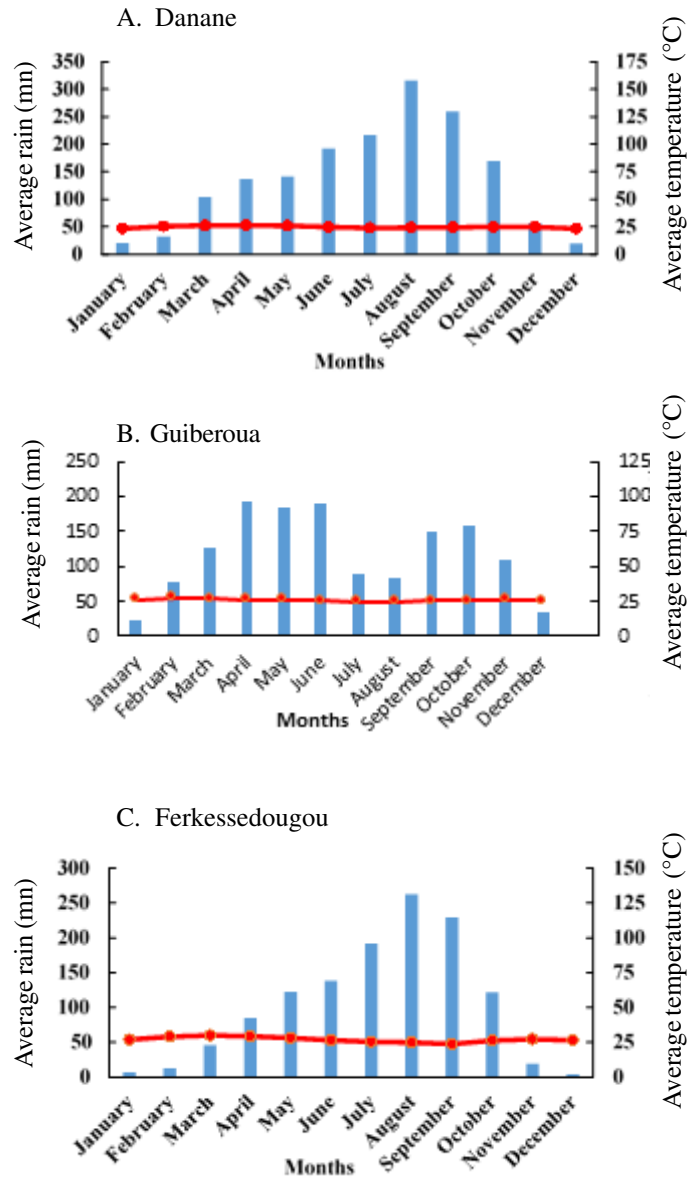 A. Danane
Average rain (mn)
350
300
250
200
150
100
50
0
175
150
125
100
75
50
25
0
Average temperature (°C)
January
February
March
April
May
June
July
August
September
October
November
December
Months
B. Guiberoua
Average rain (mn)
250
200
150
100
50
0
125
100
75
50
25
0
Average temperature (°C)
January
February
March
April
May
June
July
August
September
October
November
December
Months
C. Ferkessedougou
Average rain (mn)
300
250
200
150
100
50
0
150
125
100
75
50
25
0
Average temperature (°C)
January
February
March
April
May
June
July
August
September
October
November
December
Months